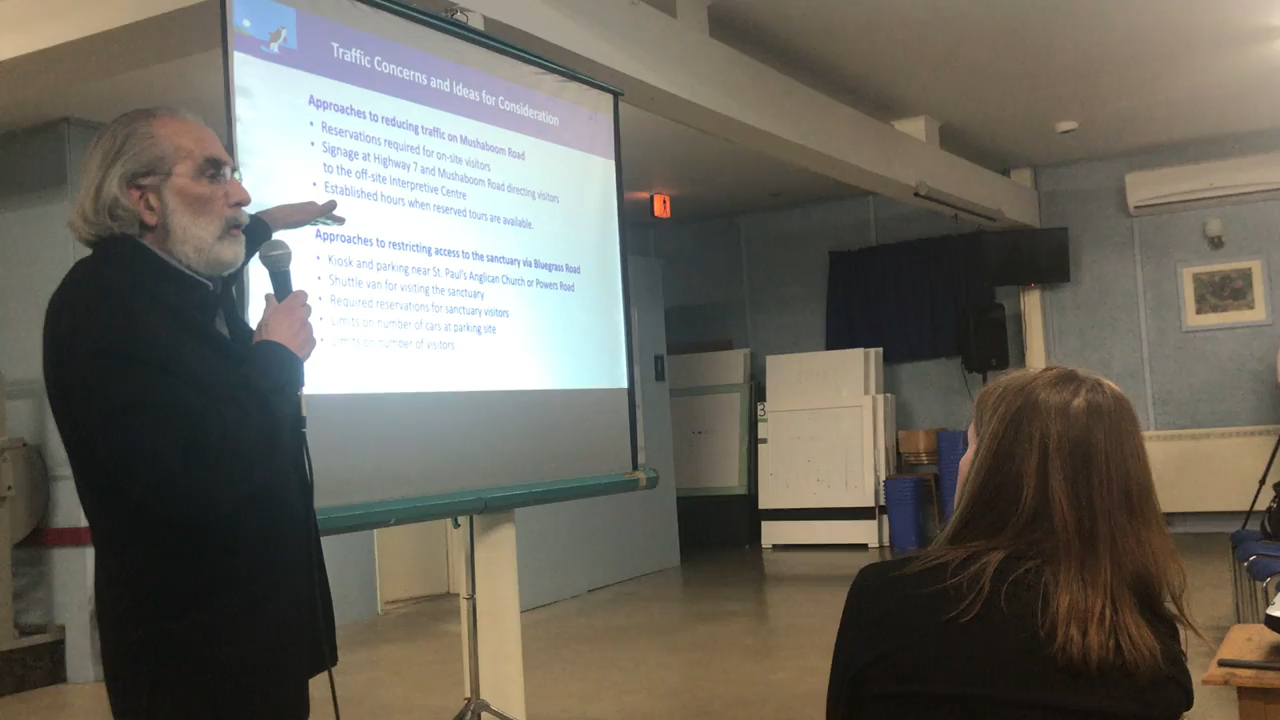 Traffic Concerns and Ideas for Consideration
Approaches to reducing traffic on Mushaboom Road
• Reservations required for on-site visitors
• Signage at Highway 7 and Mushaboom Road directing visitors
to the off-site Interpretive Centre
• Established hours when reserved tours are available.
Approaches to restricting access to the sanctuary via Bluegrass Road
• Kiosk and parking near St. Paul's Anglican Church or Powers Road
• Shuttle van for visiting the sanctuary
• Required reservations for sanctuary visitors
• Limits on number of cars at parking site
• Limits on number of visitors
3